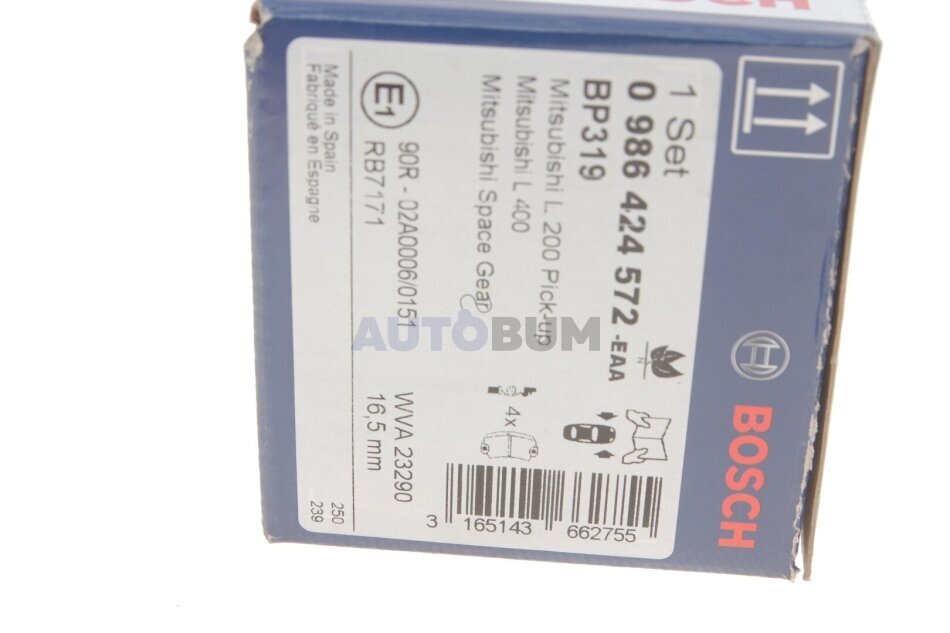 BOSCH
1 Set
0 986 424 572 -EAA
BP319
Mitsubishi L 200 Pick-up
Mitsubishi L 400
Mitsubishi Space Gear
4x
E1
90R - 02A0006/0151
WVA 23290
RB7171
16,5 mm
Made in Spain
Fabriqué en Espagne
250
239
3 165143 662755
BOSCH
AUTOBUM